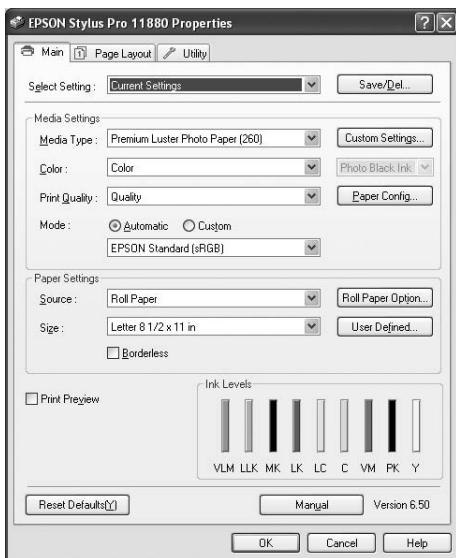 EPSON Stylus Pro 11880 Properties
Main Page Layout Utility
Select Setting : Current Settings Save/Del...
Media Settings
Media Type : Premium Luster Photo Paper (260) Custom Settings...
Color : Color Photo Black Ink
Print Quality : Quality Paper Config...
Mode : Automatic Custom
EPSON Standard (sRGB)
Paper Settings
Source : Roll Paper Roll Paper Option...
Size : Letter 8 1/2 x 11 in User Defined...
Borderless
Print Preview
Ink Levels
VLM LLK MK LK LC C VM PK Y
Reset Defaults(Y) Manual Version 6.50
OK Cancel Help